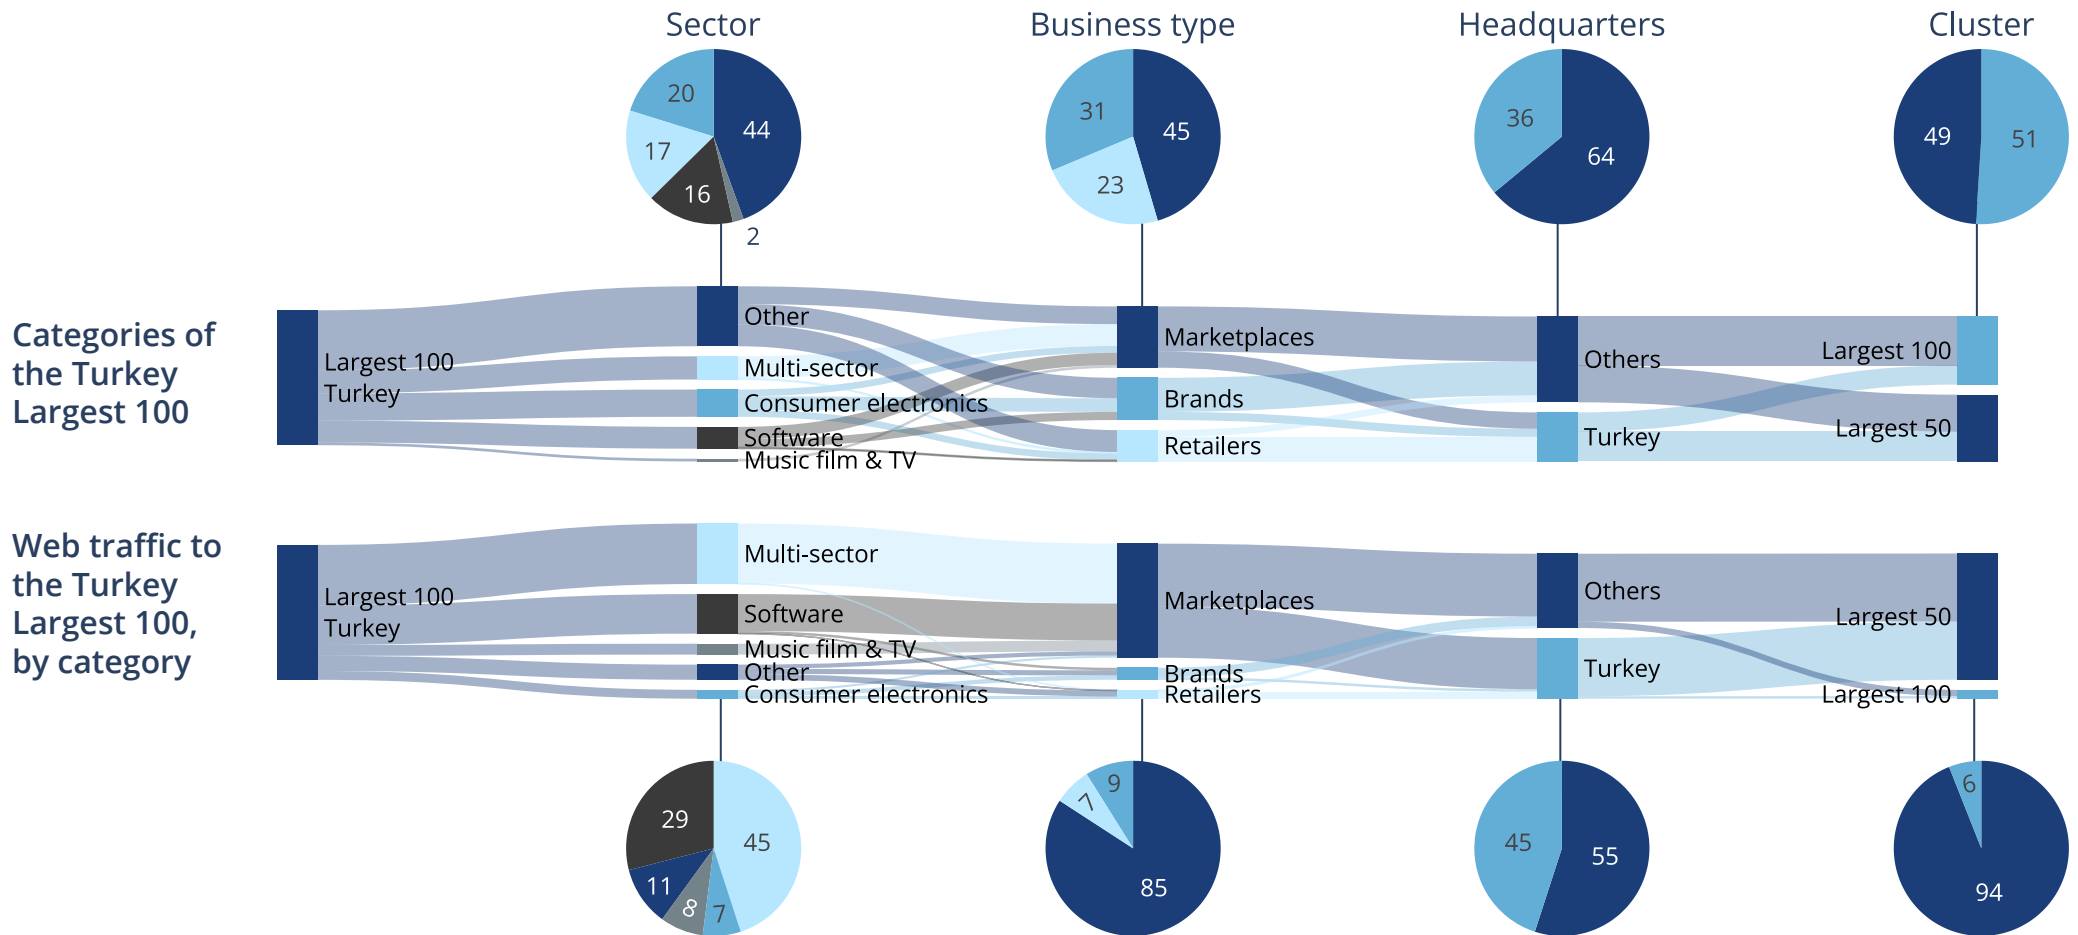 Sector
Business type
Headquarters
Cluster
20
44
17
16
2
31
45
23
36
64
49
51
Categories of
the Turkey
Largest 100
Largest 100
Turkey
Other
Multi-sector
Consumer electronics
Software
Music film & TV
Marketplaces
Brands
Retailers
Others
Turkey
Largest 100
Largest 50
Web traffic to
the Turkey
Largest 100,
by category
Largest 100
Turkey
Multi-sector
Software
Music film & TV
Other
Consumer electronics
Marketplaces
Brands
Retailers
Others
Turkey
Largest 50
Largest 100
29
45
11
8
7
7
9
85
45
55
6
94